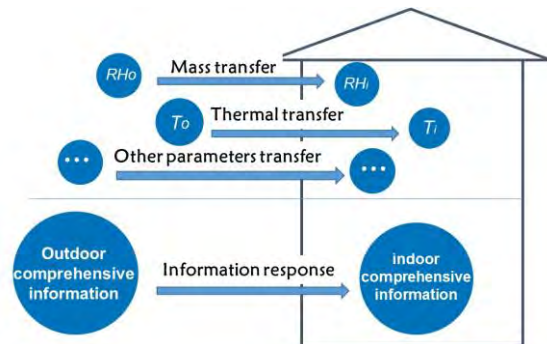 RHo Mass transfer RHi
To Thermal transfer Ti
••• Other parameters transfer •••
Outdoor
comprehensive
information
Information response
indoor
comprehensive
information